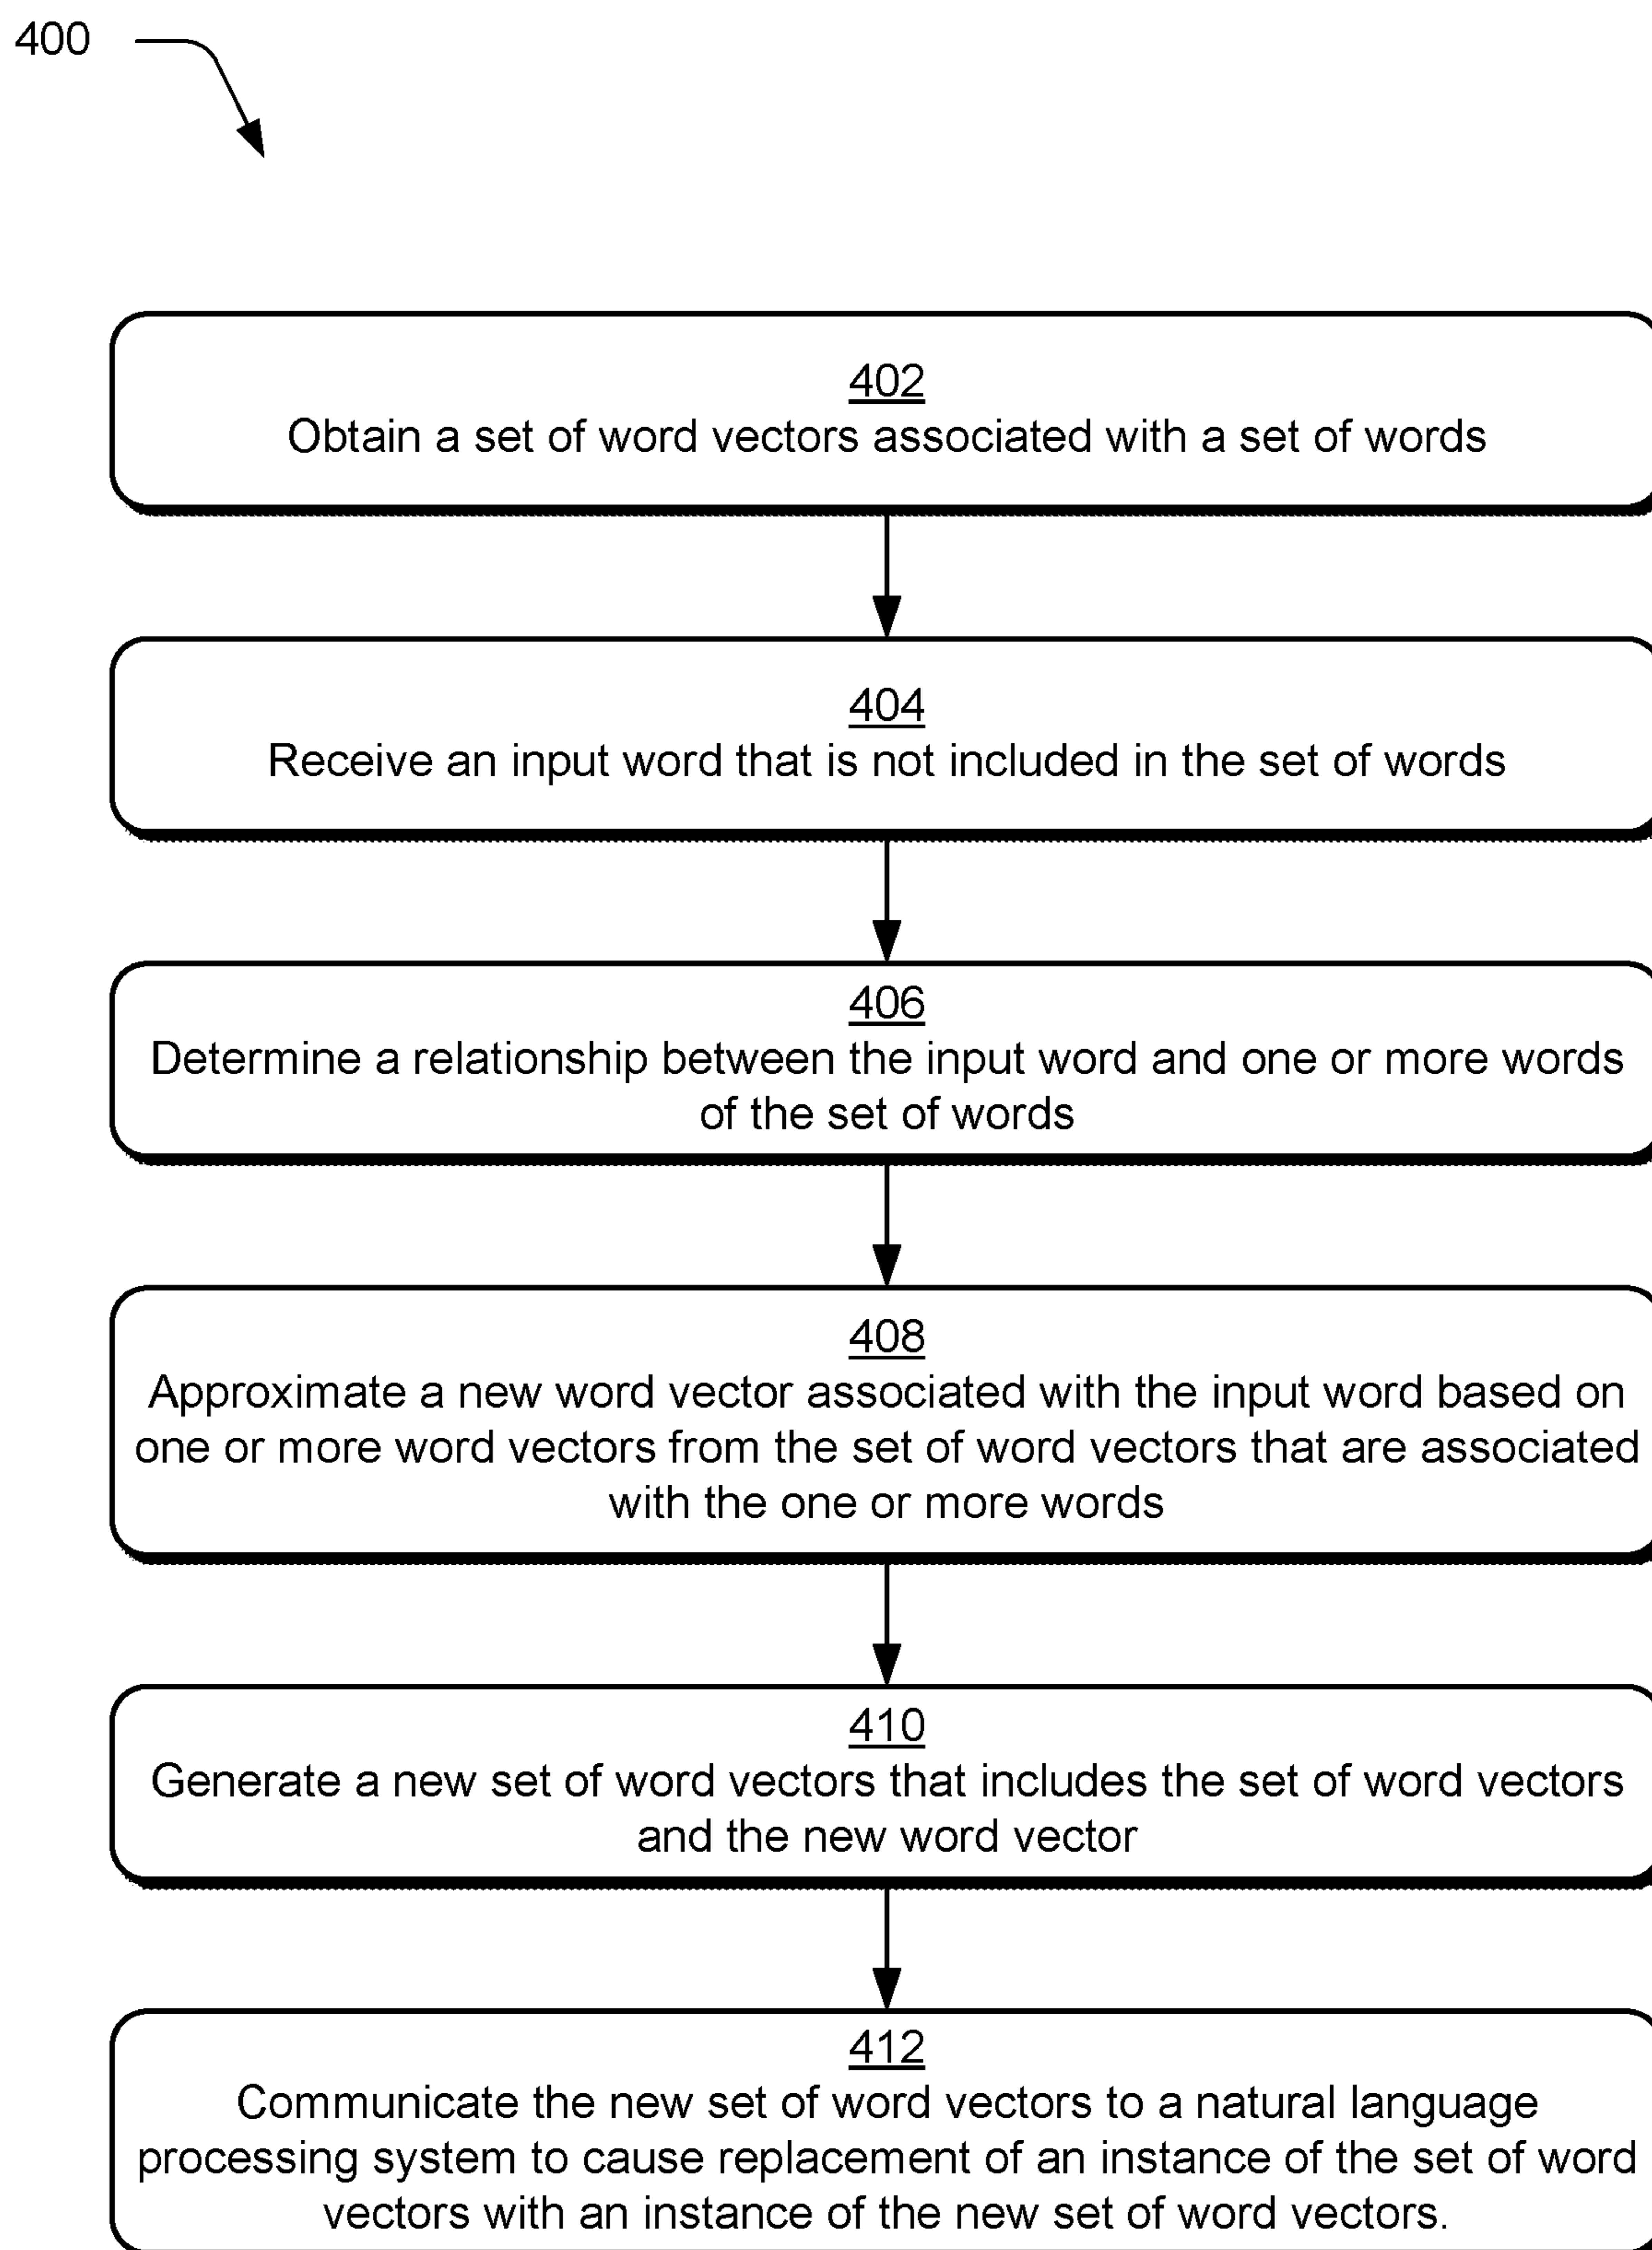 400
402
Obtain a set of word vectors associated with a set of words
404
Receive an input word that is not included in the set of words
406
Determine a relationship between the input word and one or more words
of the set of words
408
Approximate a new word vector associated with the input word based on
one or more word vectors from the set of word vectors that are associated
with the one or more words
410
Generate a new set of word vectors that includes the set of word vectors
and the new word vector
412
Communicate the new set of word vectors to a natural language
processing system to cause replacement of an instance of the set of word
vectors with an instance of the new set of word vectors.